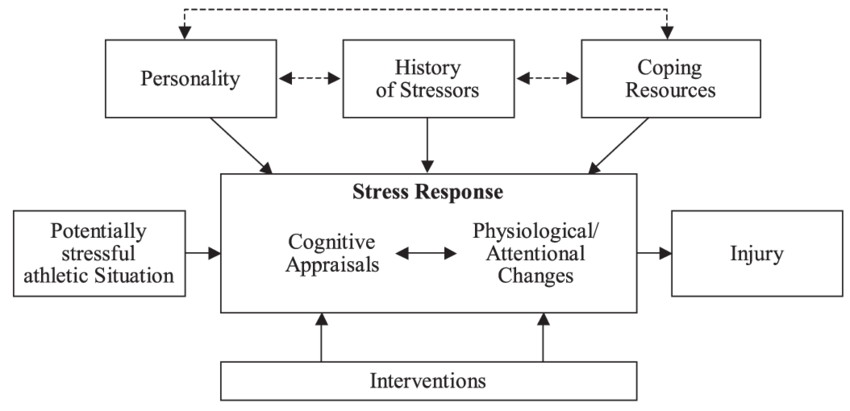 Personality
History
of Stressors
Coping
Resources
Stress Response
Potentially
stressful
athletic Situation
Cognitive
Appraisals
Physiological/
Attentional
Changes
Injury
Interventions